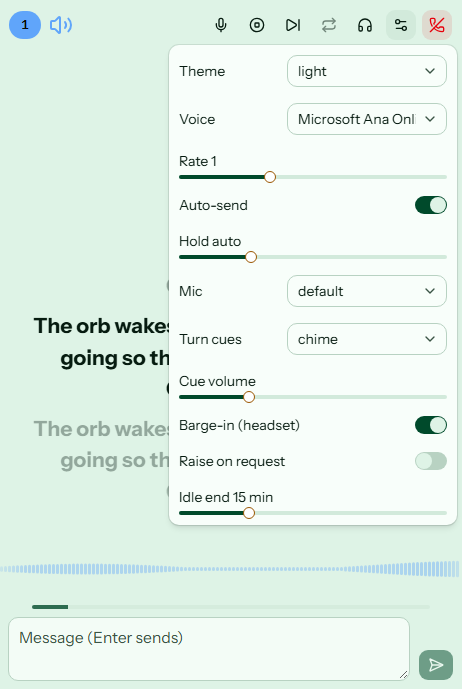 1
Theme light
Voice Microsoft Ana Onli
Rate 1
Auto-send
Hold auto
Mic default
Turn cues chime
Cue volume
Barge-in (headset)
Raise on request
Idle end 15 min
The orb wakes
going so th
The orb wakes
going so th
Message (Enter sends)